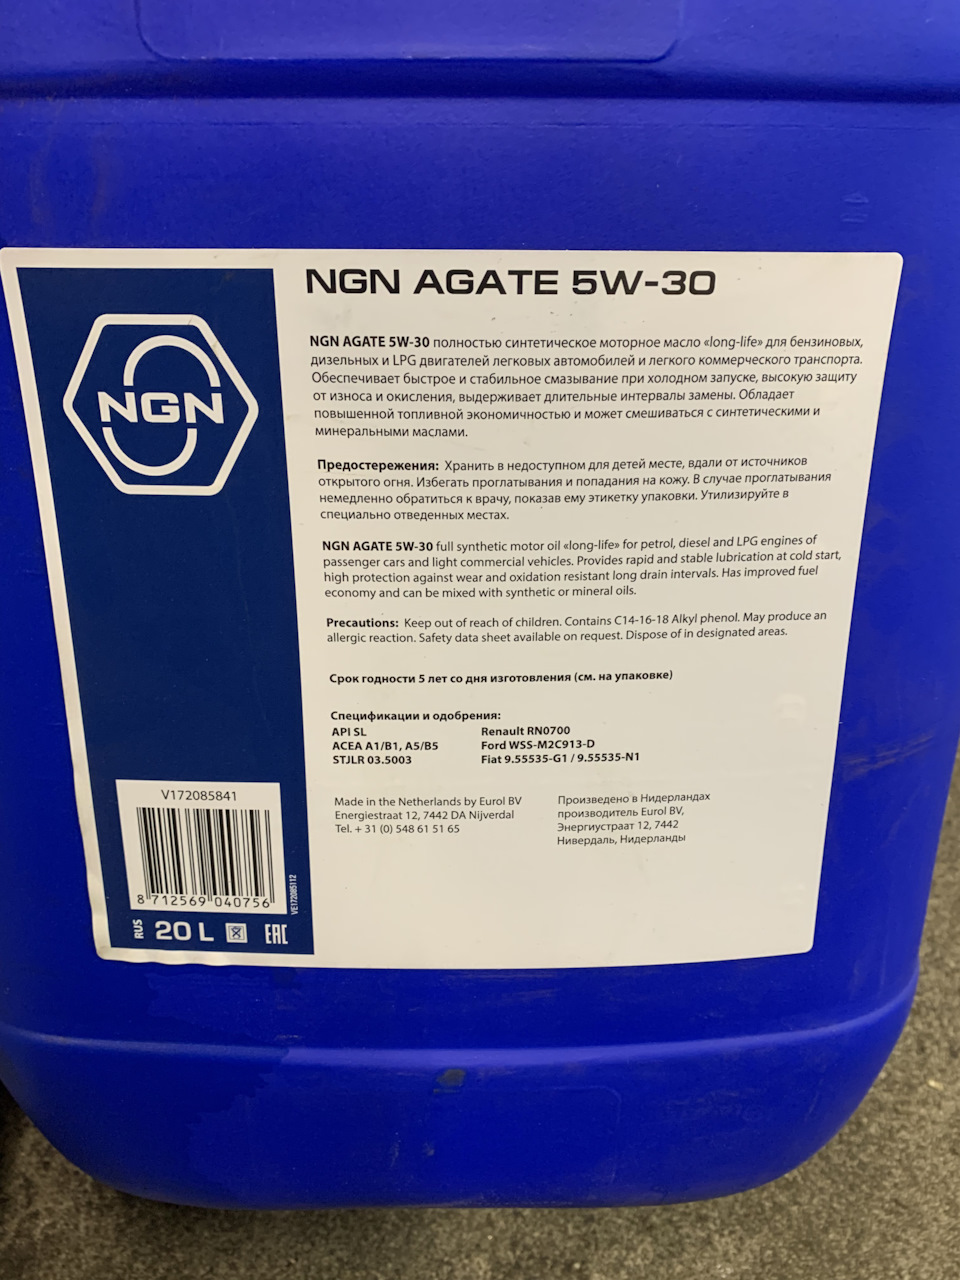 NGN AGATE 5W-30
NGN
NGN AGATE 5W-30 полностью синтетическое моторное масло «long-life» для бензиновых,
дизельных и LPG двигателей легковых автомобилей и легкого коммерческого транспорта.
Обеспечивает быстрое и стабильное смазывание при холодном запуске, высокую защиту
от износа и окисления, выдерживает длительные интервалы замены. Обладает
повышенной топливной экономичностью и может смешиваться с синтетическими и
минеральными маслами.
Предостережения: Хранить в недоступном для детей месте, вдали от источников
открытого огня. Избегать проглатывания и попадания на кожу. В случае проглатывания
немедленно обратиться к врачу, показав ему этикетку упаковки. Утилизируйте в
специально отведенных местах.
NGN AGATE 5W-30 full synthetic motor oil «long-life» for petrol, diesel and LPG engines of
passenger cars and light commercial vehicles. Provides rapid and stable lubrication at cold start,
high protection against wear and oxidation resistant long drain intervals. Has improved fuel
economy and can be mixed with synthetic or mineral oils.
Precautions: Keep out of reach of children. Contains C14-16-18 Alkyl phenol. May produce an
allergic reaction. Safety data sheet available on request. Dispose of in designated areas.
Срок годности 5 лет со дня изготовления (см. на упаковке)
Спецификации и одобрения:
API SL Renault RN0700
ACEA A1/B1, A5/B5 Ford WSS-M2C913-D
STJLR 03.5003 Fiat 9.55535-G1 / 9.55535-N1
Made in the Netherlands by Eurol BV
Energiestraat 12, 7442 DA Nijverdal
Tel. + 31 (0) 548 61 51 65
Произведено в Нидерландах
производитель Eurol BV,
Энергиустраат 12, 7442
Нивердаль, Нидерланды
V172085841
8 712569 040756
VE172085112
RUS 20 L EAC